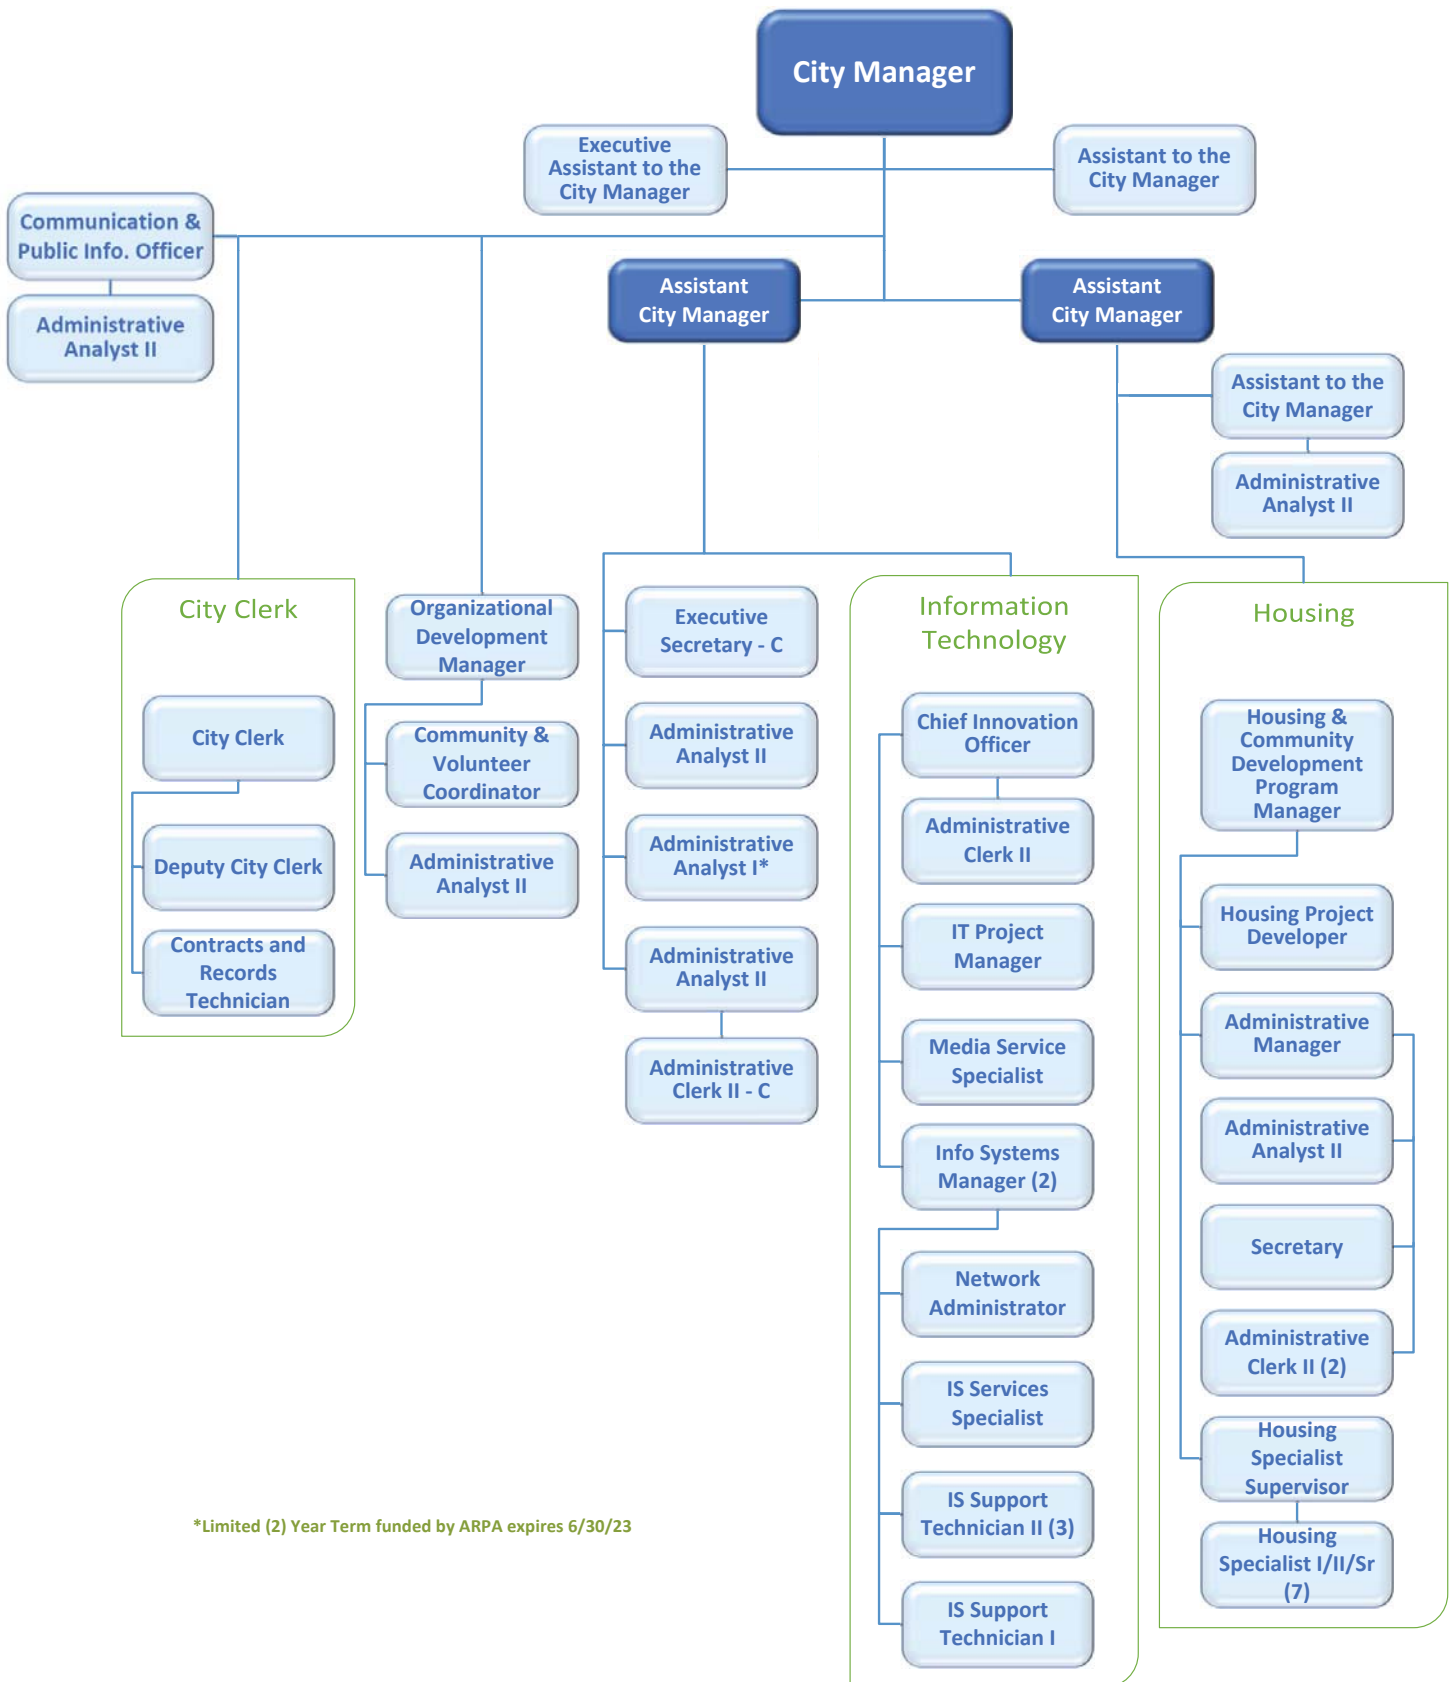 City Manager
Executive
Assistant to the
City Manager
Assistant to the
City Manager
Communication &
Public Info. Officer
Administrative
Analyst II
Assistant
City Manager
Assistant
City Manager
Assistant to the
City Manager
Administrative
Analyst II
City Clerk
City Clerk
Deputy City Clerk
Contracts and
Records
Technician
Organizational
Development
Manager
Community &
Volunteer
Coordinator
Administrative
Analyst II
Executive
Secretary - C
Administrative
Analyst II
Administrative
Analyst I*
Administrative
Analyst II
Administrative
Clerk II - C
Information
Technology
Chief Innovation
Officer
Administrative
Clerk II
IT Project
Manager
Media Service
Specialist
Info Systems
Manager (2)
Network
Administrator
IS Services
Specialist
IS Support
Technician II (3)
IS Support
Technician I
Housing
Housing &
Community
Development
Program
Manager
Housing Project
Developer
Administrative
Manager
Administrative
Analyst II
Secretary
Administrative
Clerk II (2)
Housing
Specialist
Supervisor
Housing
Specialist I/II/Sr
(7)
*Limited (2) Year Term funded by ARPA expires 6/30/23